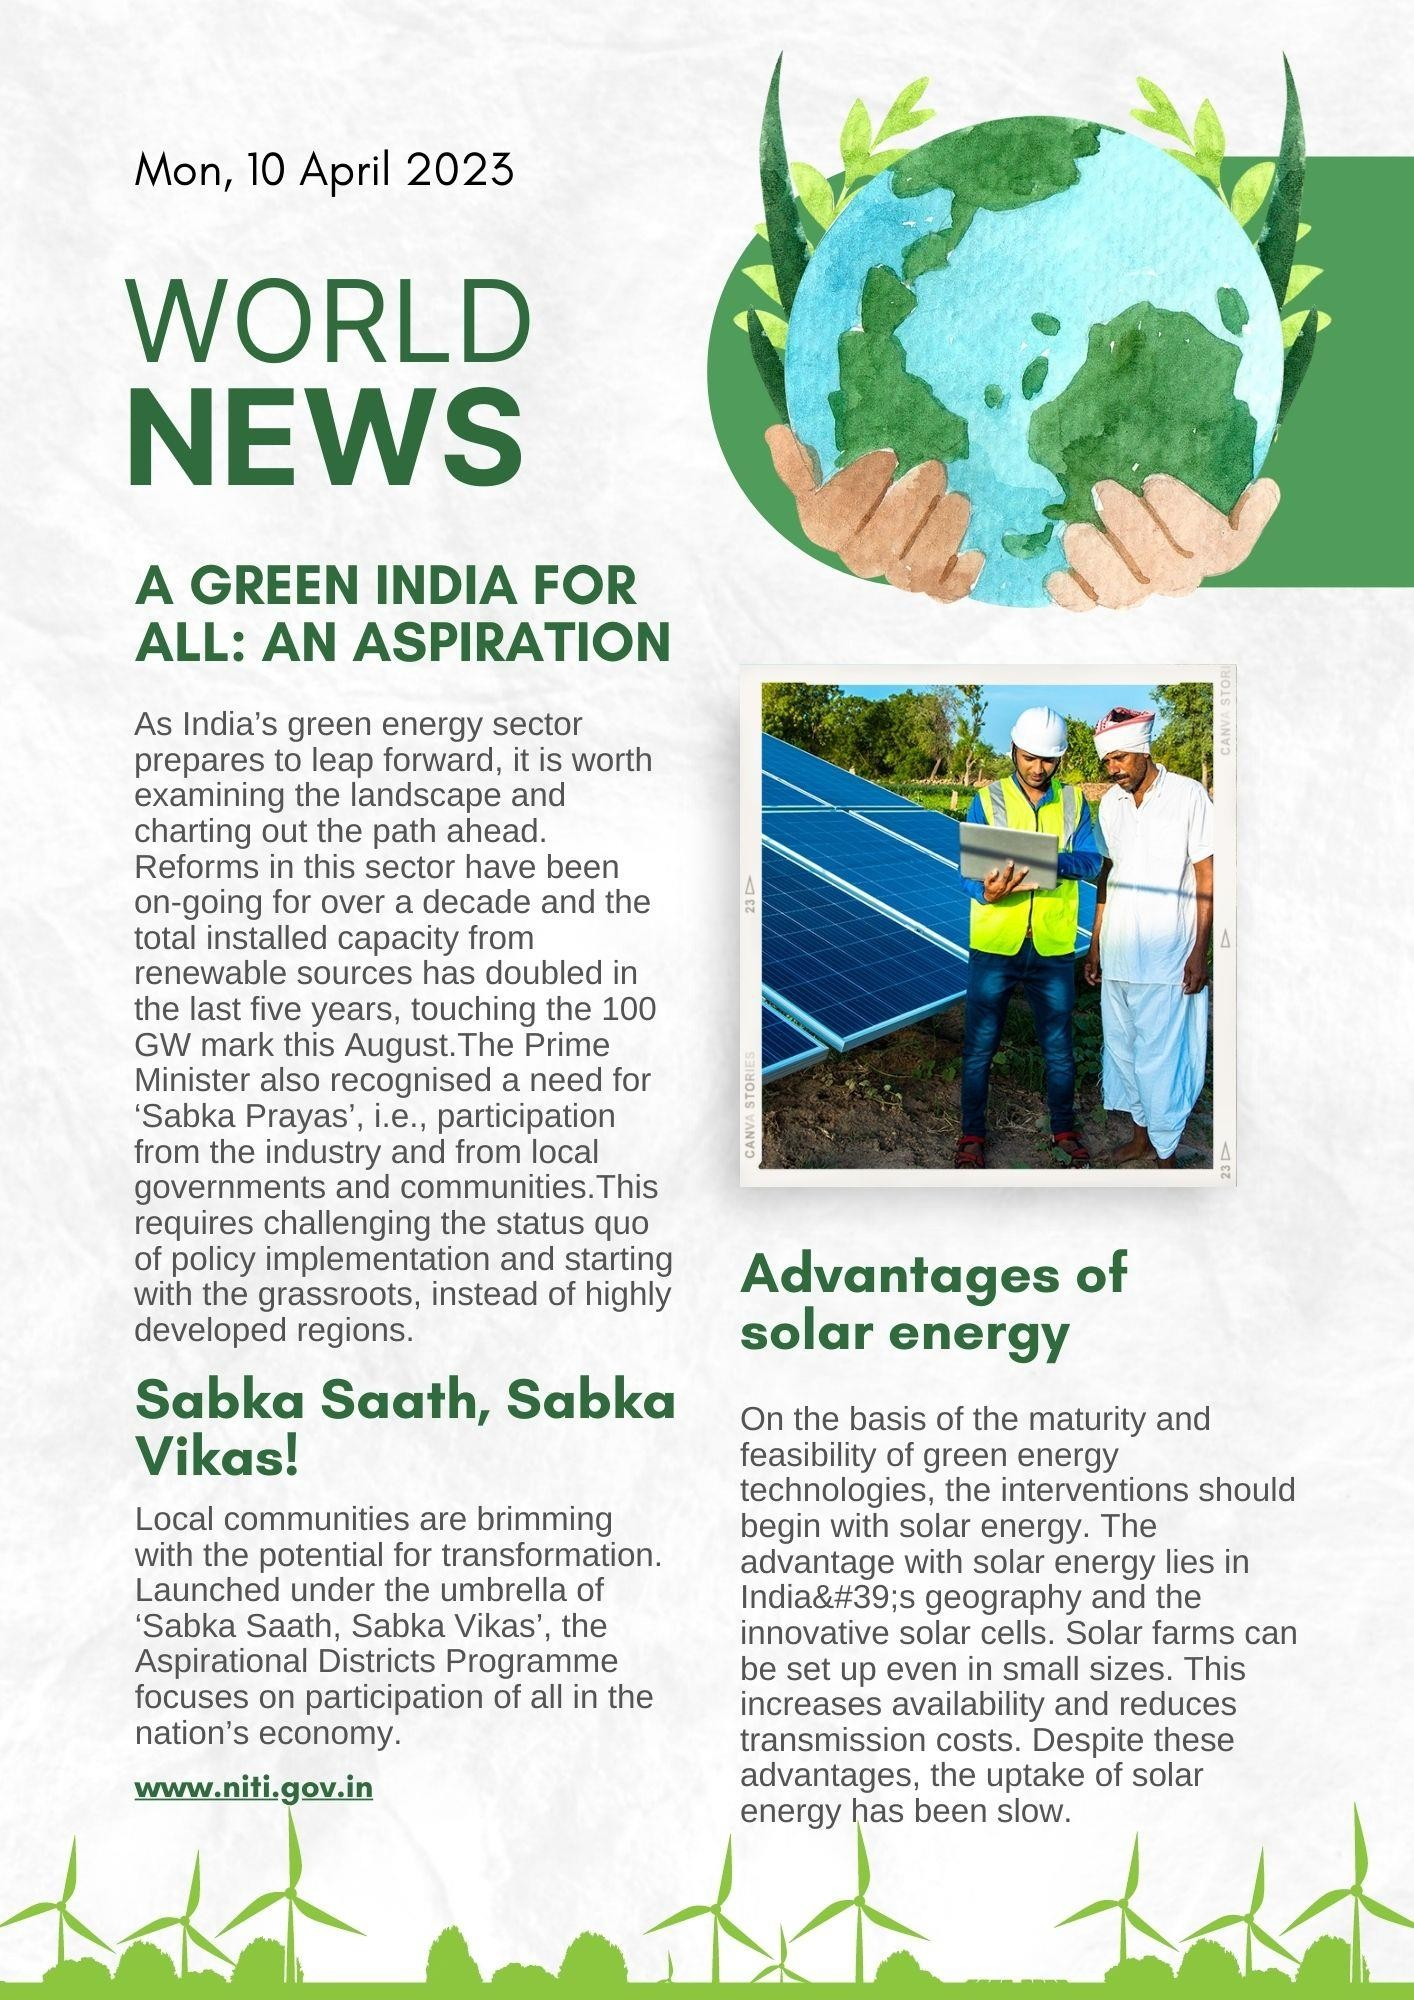 Mon, 10 April 2023
WORLD
NEWS
A GREEN INDIA FOR
ALL: AN ASPIRATION
As India’s green energy sector
prepares to leap forward, it is worth
examining the landscape and
charting out the path ahead.
Reforms in this sector have been
on-going for over a decade and the
total installed capacity from
renewable sources has doubled in
the last five years, touching the 100
GW mark this August.The Prime
Minister also recognised a need for
‘Sabka Prayas’, i.e., participation
from the industry and from local
governments and communities.This
requires challenging the status quo
of policy implementation and starting
with the grassroots, instead of highly
developed regions.
Sabka Saath, Sabka
Vikas!
Local communities are brimming
with the potential for transformation.
Launched under the umbrella of
‘Sabka Saath, Sabka Vikas’, the
Aspirational Districts Programme
focuses on participation of all in the
nation’s economy.
www.niti.gov.in
CANVA STORI
23
CANVA STORIES
23
Advantages of
solar energy
On the basis of the maturity and
feasibility of green energy
technologies, the interventions should
begin with solar energy. The
advantage with solar energy lies in
India&#39;s geography and the
innovative solar cells. Solar farms can
be set up even in small sizes. This
increases availability and reduces
transmission costs. Despite these
advantages, the uptake of solar
energy has been slow.